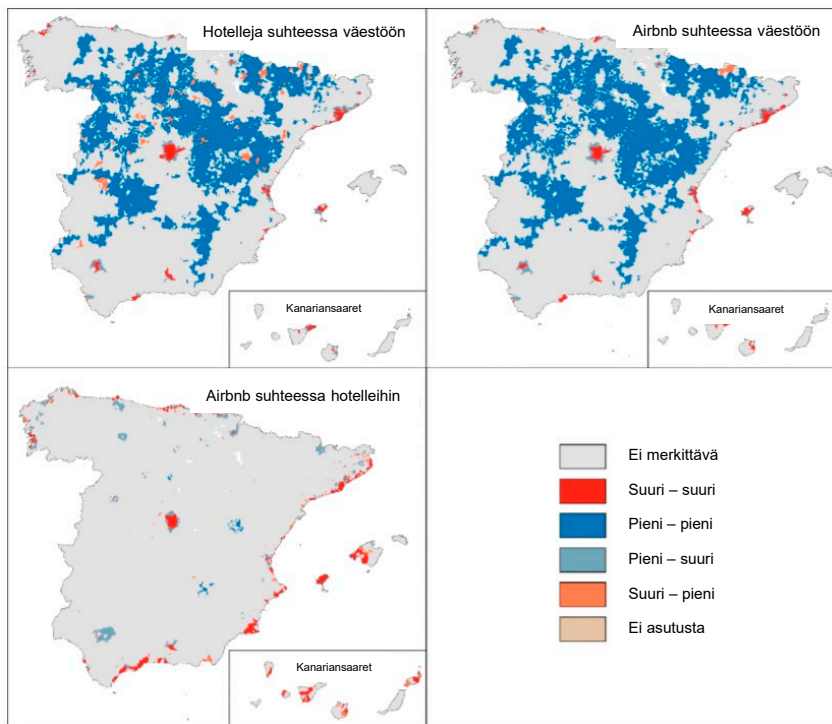 Hotelleja suhteessa väestöön
Kanariansaaret
Airbnb suhteessa väestöön
Kanariansaaret
Airbnb suhteessa hotelleihin
Kanariansaaret
Ei merkittävä
Suuri – suuri
Pieni – pieni
Pieni – suuri
Suuri – pieni
Ei asutusta